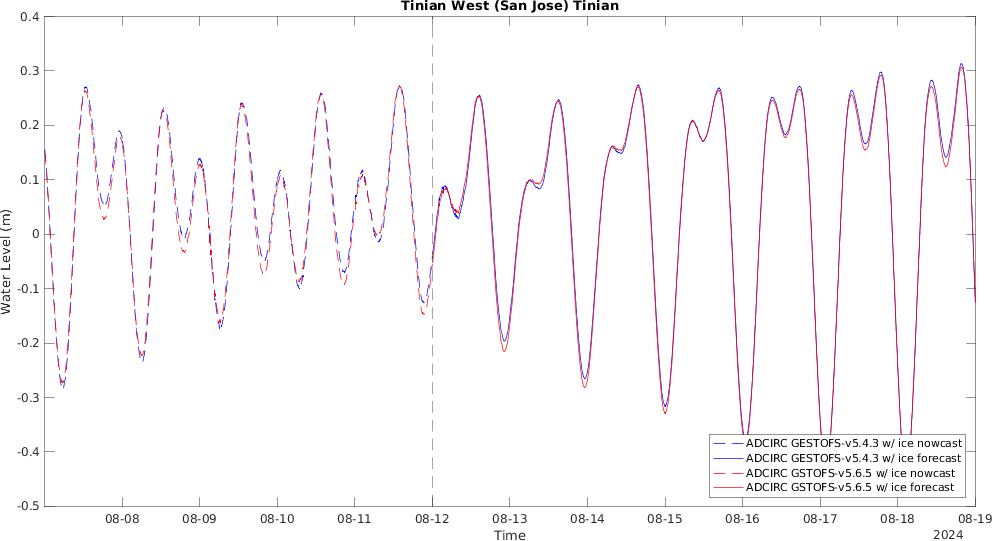 Tinian West (San Jose) Tinian
Water Level (m)
0.4
0.3
0.2
0.1
0
-0.1
-0.2
-0.3
-0.4
-0.5
ADCIRC GESTOFS-v5.4.3 w/ ice nowcast
ADCIRC GESTOFS-v5.4.3 w/ ice forecast
ADCIRC GSTOFS-v5.6.5 w/ ice nowcast
ADCIRC GSTOFS-v5.6.5 w/ ice forecast
08-08 08-09 08-10 08-11 08-12 08-13 08-14 08-15 08-16 08-17 08-18 08-19
Time
2024